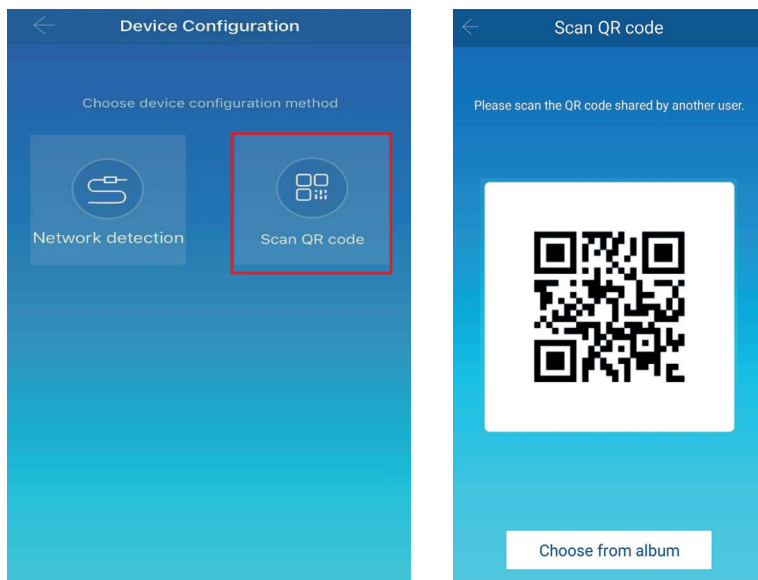 Device Configuration
Choose device configuration method
Network detection
Scan QR code
Scan QR code
Please scan the QR code shared by another user.
Choose from album